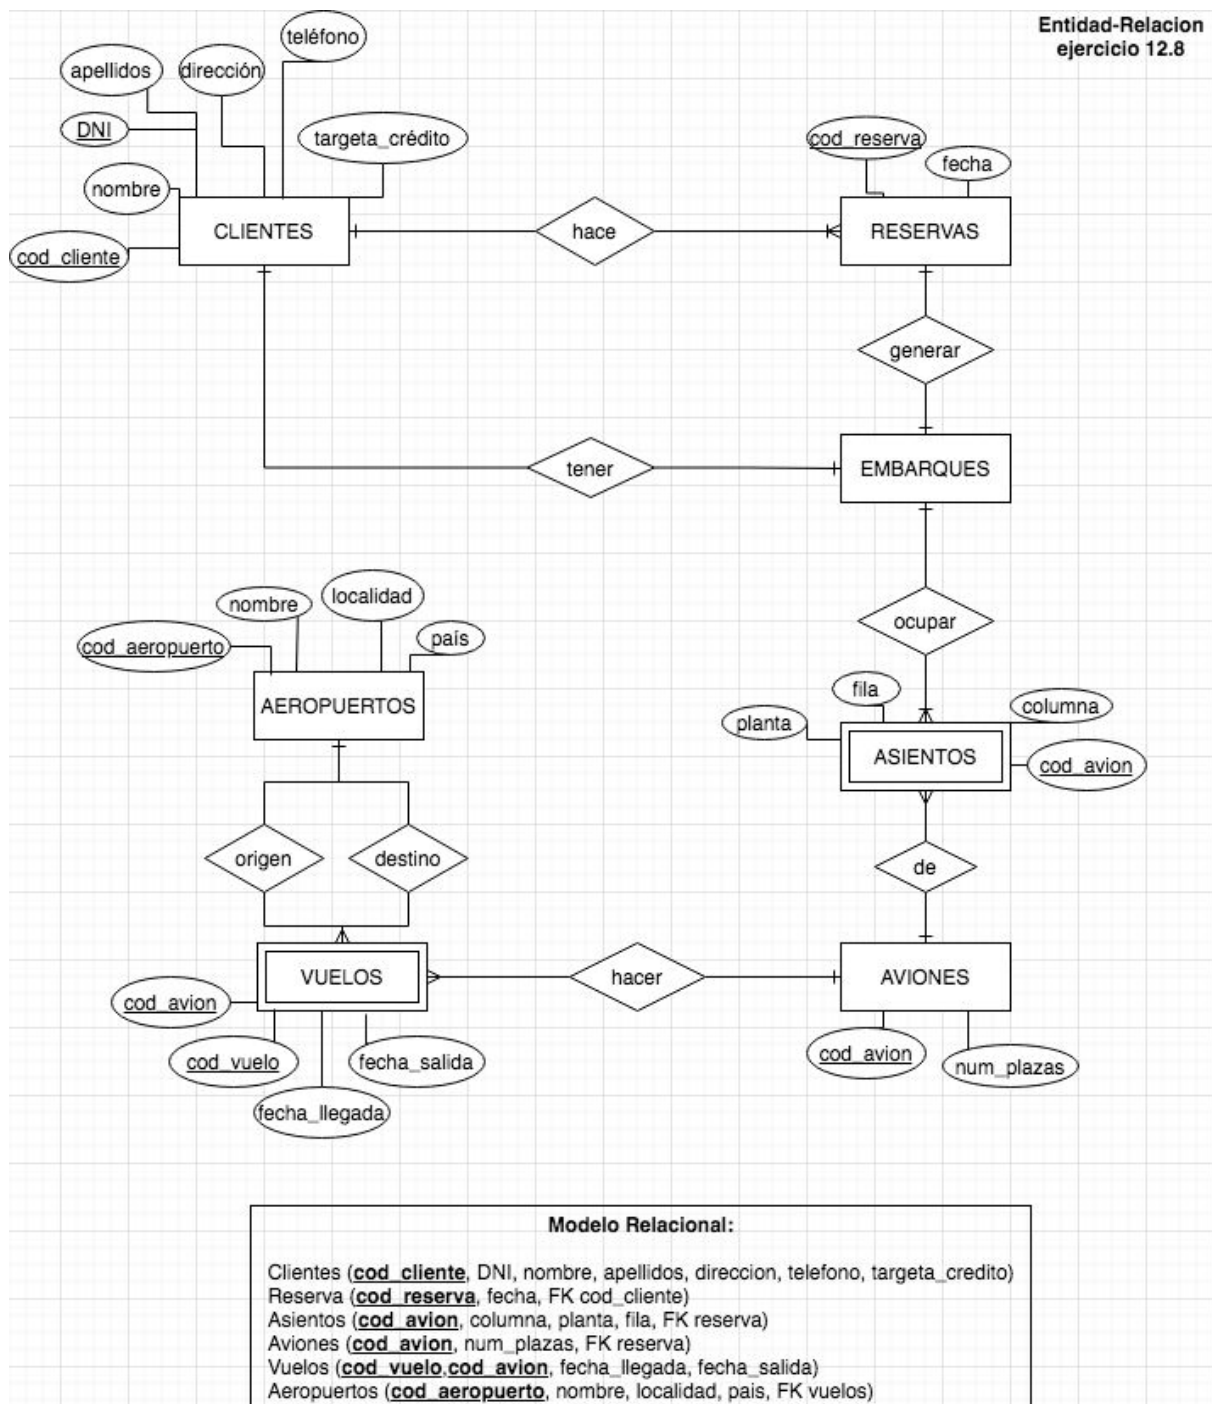 Entidad-Relacion
ejercicio 12.8
teléfono
apellidos
dirección
DNI
targeta_crédito
cod_reserva
fecha
nombre
CLIENTES
hace
RESERVAS
cod_cliente
generar
tener
EMBARQUES
localidad
nombre
ocupar
cod_aeropuerto
país
fila
columna
AEROPUERTOS
planta
ASIENTOS
cod_avion
origen
destino
de
VUELOS
hacer
AVIONES
cod_avion
cod_vuelo
fecha_salida
cod_avion
num_plazas
fecha_llegada
Modelo Relacional:
Clientes (cod_cliente, DNI, nombre, apellidos, direccion, telefono, targeta_credito)
Reserva (cod_reserva, fecha, FK cod_cliente)
Asientos (cod_avion, columna, planta, fila, FK reserva)
Aviones (cod_avion, num_plazas, FK reserva)
Vuelos (cod_vuelo,cod_avion, fecha_llegada, fecha_salida)
Aeropuertos (cod_aeropuerto, nombre, localidad, pais, FK vuelos)